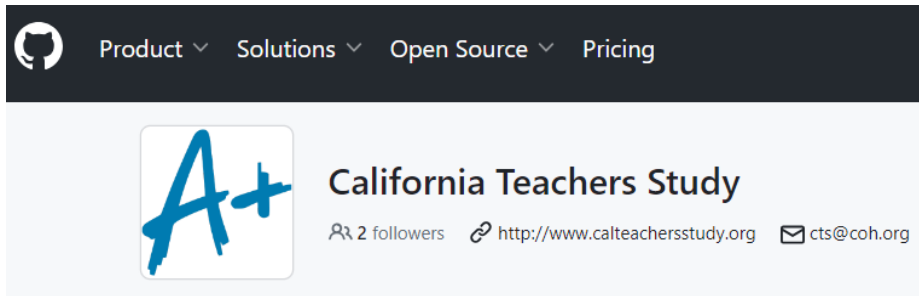 Product Solutions Open Source Pricing
A+
California Teachers Study
2 followers http://www.calteachersstudy.org cts@coh.org